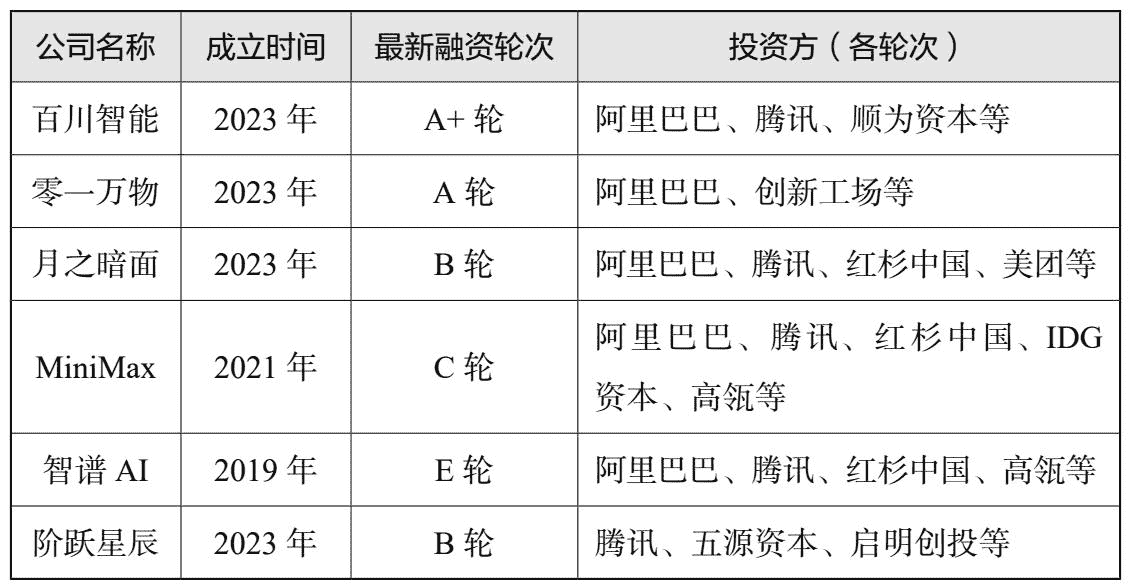 公司名称 成立时间 最新融资轮次 投资方（各轮次）
百川智能 2023 年 A+ 轮 阿里巴巴、腾讯、顺为资本等
零一万物 2023 年 A 轮 阿里巴巴、创新工场等
月之暗面 2023 年 B 轮 阿里巴巴、腾讯、红杉中国、美团等
MiniMax 2021 年 C 轮 阿里巴巴、腾讯、红杉中国、IDG
资本、高瓴等
智谱 AI 2019 年 E 轮 阿里巴巴、腾讯、红杉中国、高瓴等
阶跃星辰 2023 年 B 轮 腾讯、五源资本、启明创投等